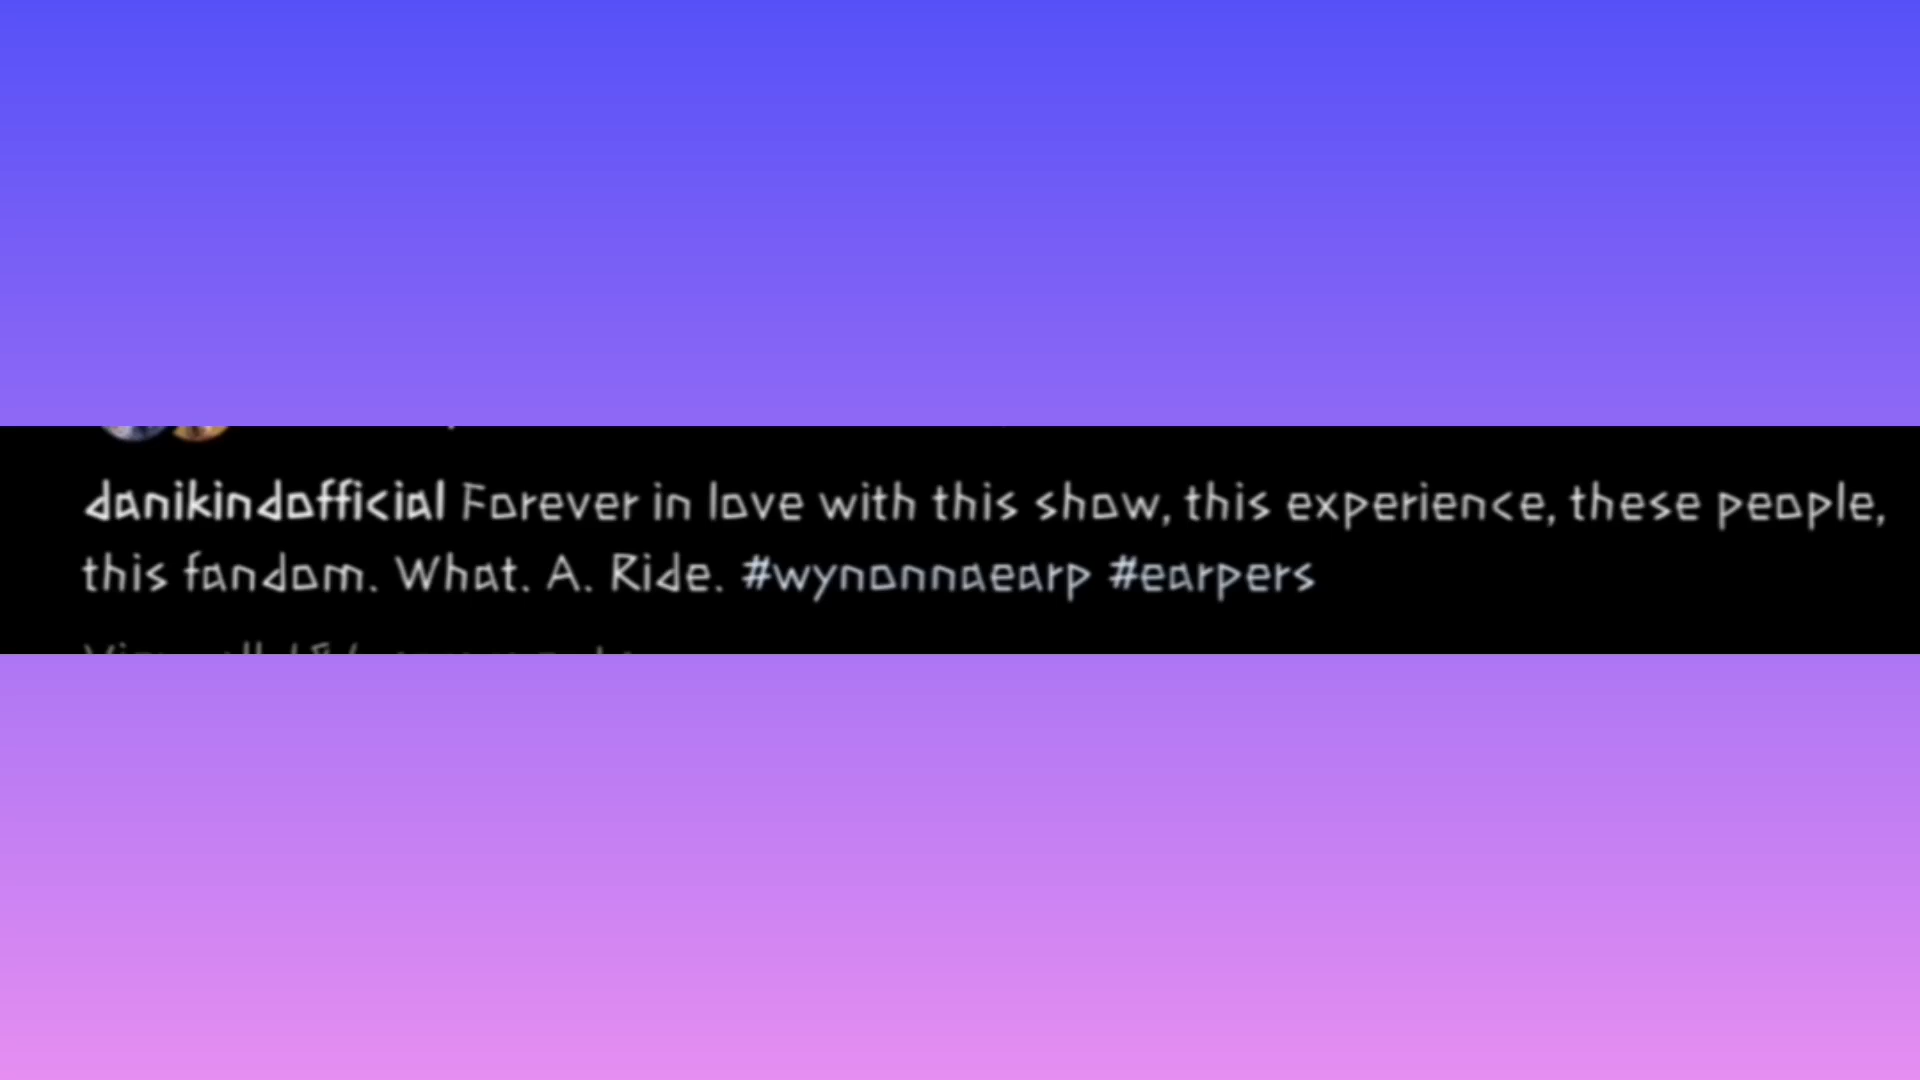 danikindofficial Forever in love with this show, this experience, these people,
this fandom. What. A. Ride. #wynonnaearp #earpers